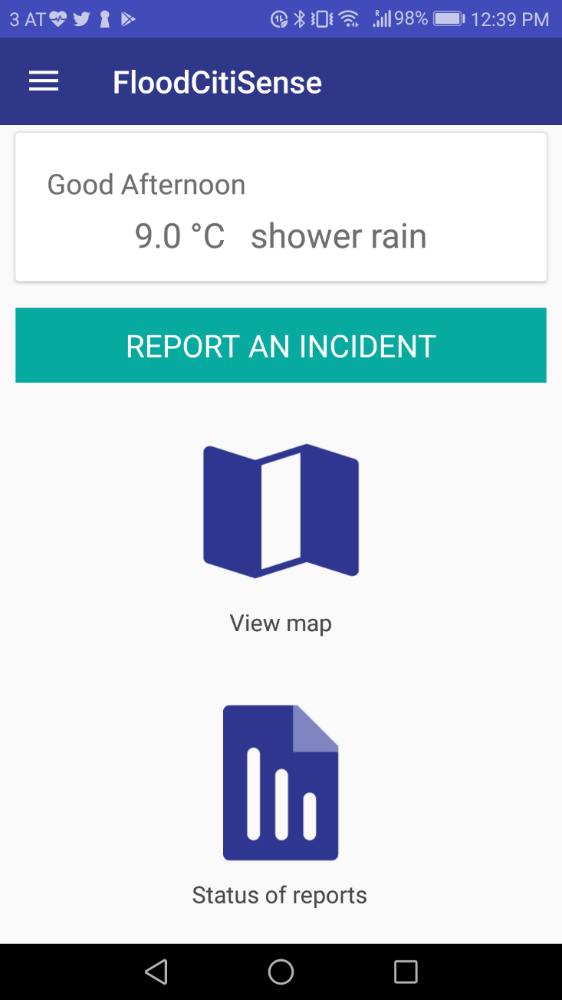 3 AT 98% 12:39 PM
FloodCitiSense
Good Afternoon
9.0 °C shower rain
REPORT AN INCIDENT
View map
Status of reports